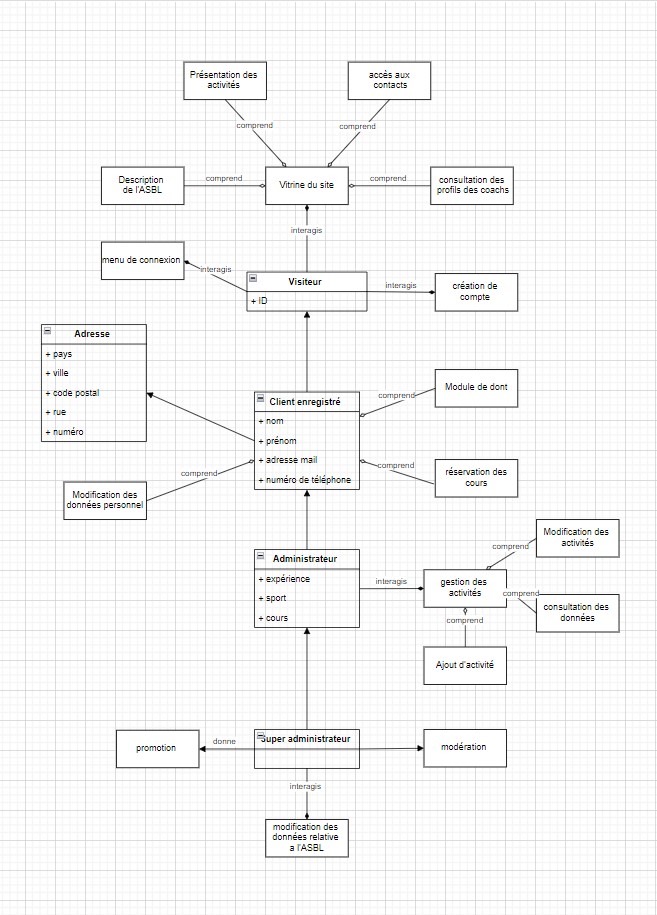 Présentation des
activités
accès aux
contacts
comprend
comprend
Description
de l'ASBL
comprend
Vitrine du site
comprend
consultation des
profils des coachs
interagis
menu de connexion
interagis
Visiteur
+ ID
interagis
création de
compte
Adresse
+ pays
+ ville
+ code postal
+ rue
+ numéro
Client enregistré
+ nom
+ prénom
+ adresse mail
+ numéro de téléphone
comprend
Module de dont
comprend
réservation des
cours
comprend
Modification des
données personnel
Administrateur
+ expérience
+ sport
+ cours
interagis
gestion des
activités
comprend
Modification des
activités
comprend
consultation des
données
comprend
Ajout d'activité
promotion
donne
Super administrateur
modération
interagis
modification des
données relative
a l'ASBL